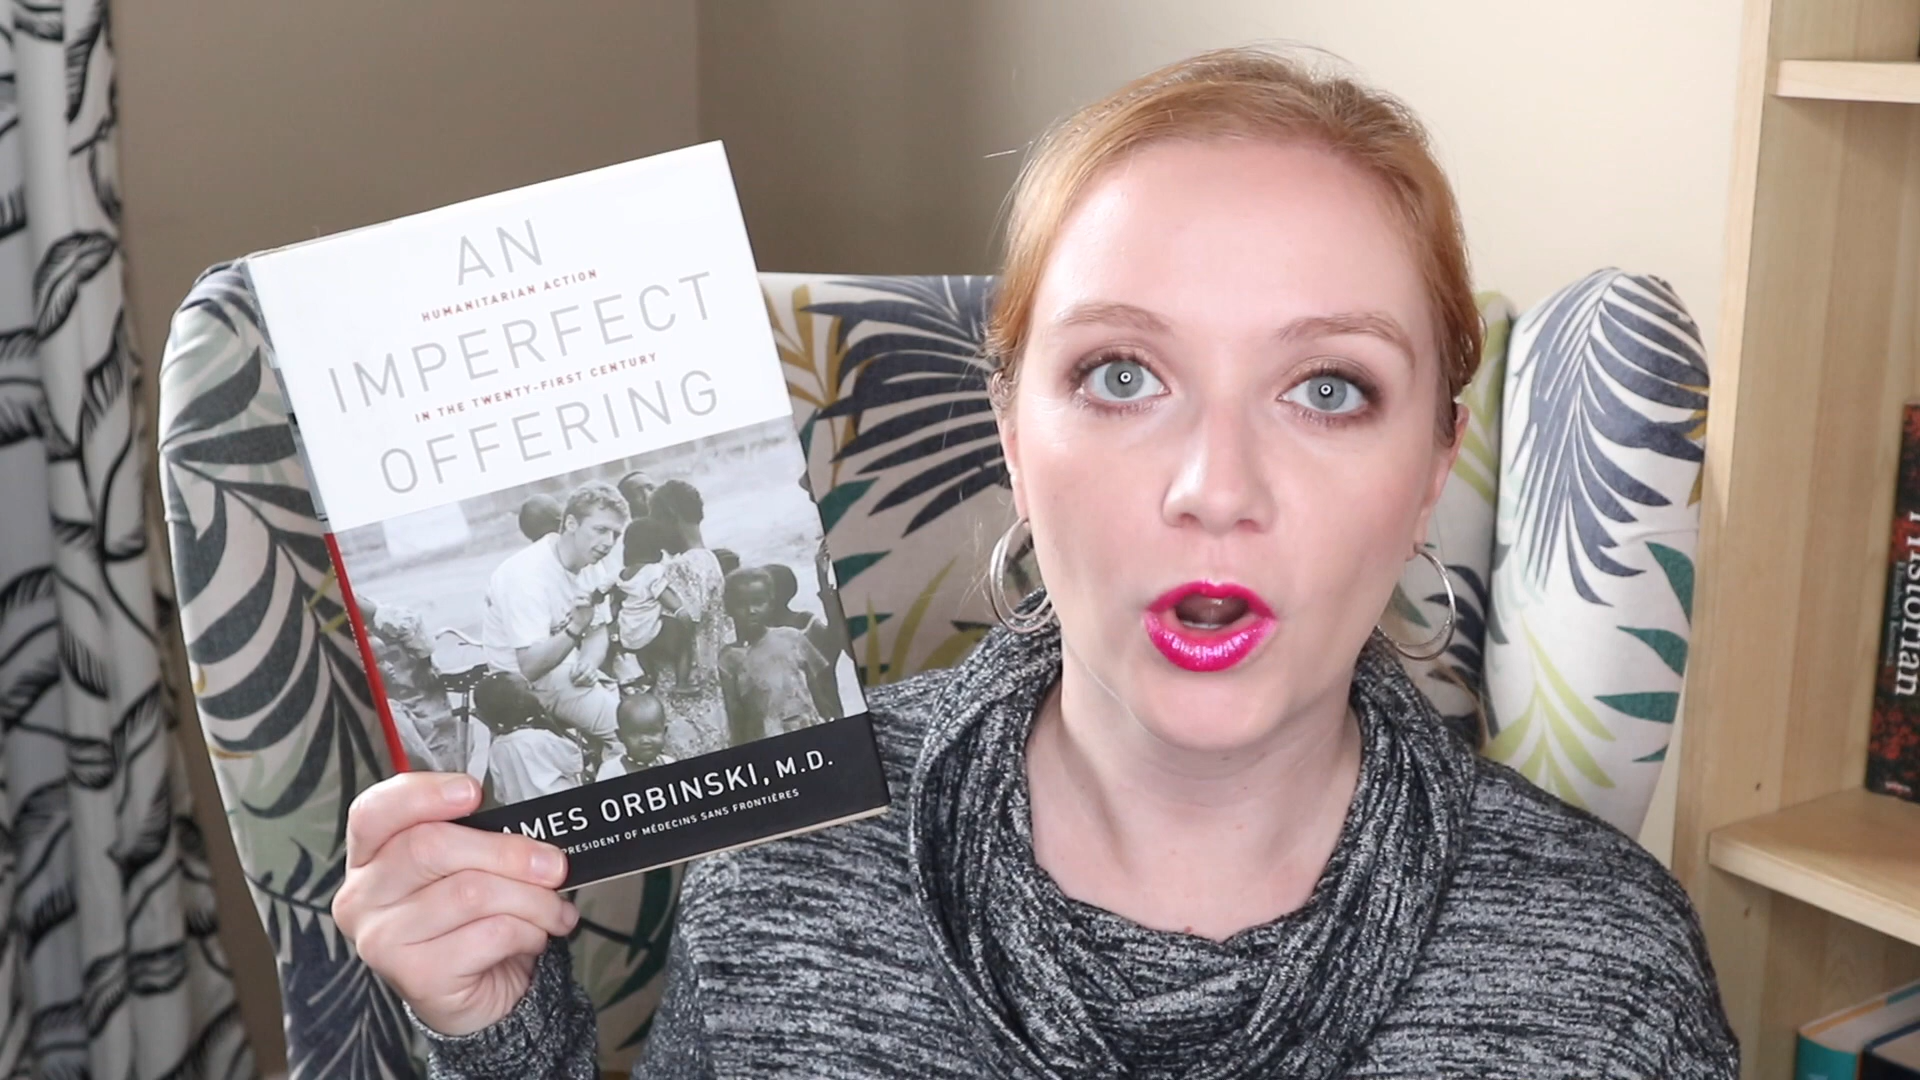 AN
HUMANITARIAN ACTION
IMPERFECT
IN THE TWENTY-FIRST CENTURY
OFFERING
AMES ORBINSKI, M.D.
PRESIDENT OF MÉDECINS SANS FRONTIÈRES
Historian